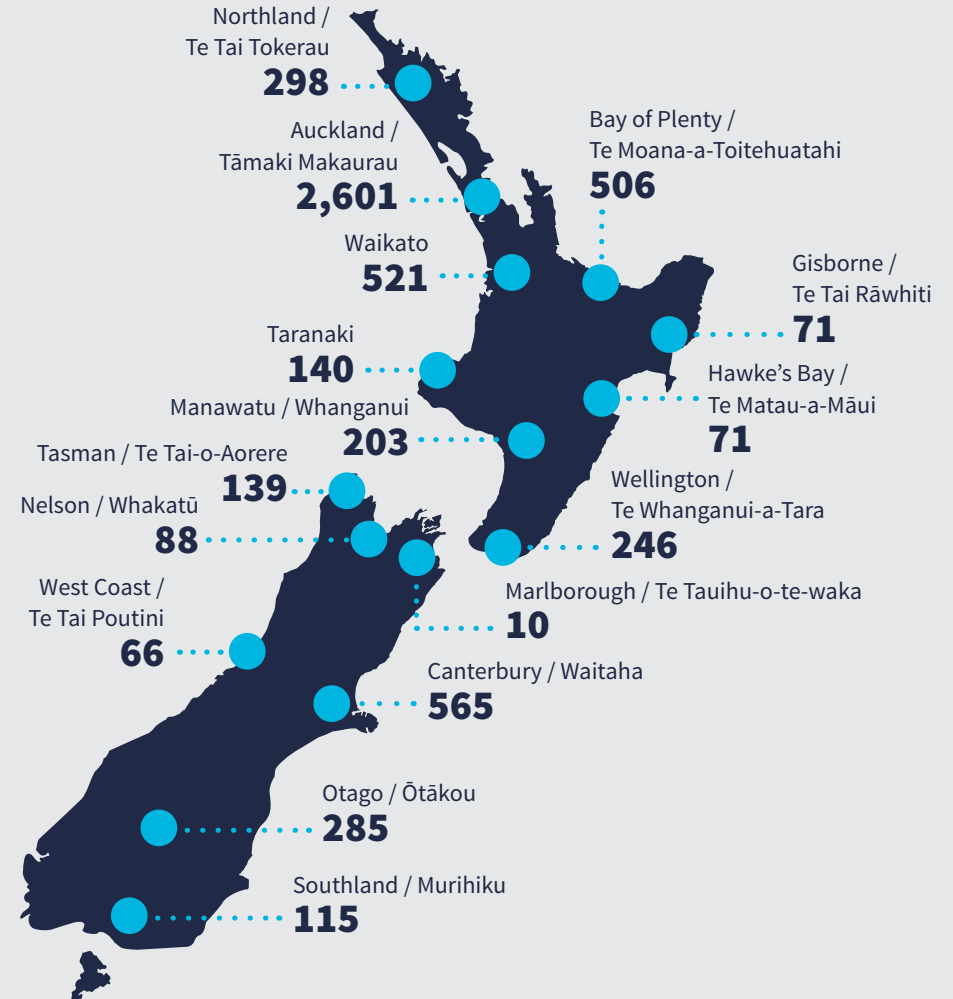 Northland /
Te Tai Tokerau
298
Auckland /
Tāmaki Makaurau
2,601
Bay of Plenty /
Te Moana-a-Toitehuatahi
506
Waikato
521
Gisborne /
Te Tai Rāwhiti
71
Taranaki
140
Hawke’s Bay /
Te Matau-a-Māui
71
Manawatu / Whanganui
203
Tasman / Te Tai-o-Aorere
139
Wellington /
Te Whanganui-a-Tara
246
Nelson / Whakatū
88
Marlborough / Te Tauihu-o-te-waka
10
West Coast /
Te Tai Poutini
66
Canterbury / Waitaha
565
Otago / Ōtākou
285
Southland / Murihiku
115